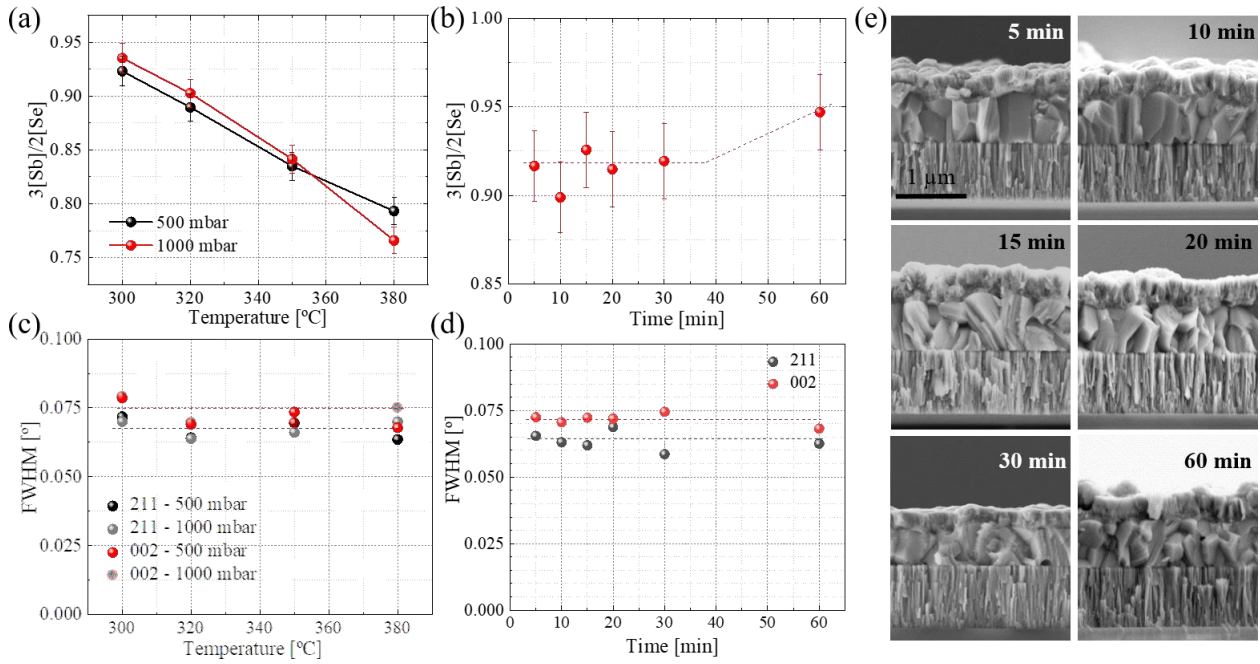 (a)
3[Sb]/2[Se]
0.95
0.90
0.85
0.80
0.75
500 mbar
1000 mbar
300 320 340 360 380
Temperature [ºC]
(b)
3[Sb]/2[Se]
1.00
0.95
0.90
0.85
0 10 20 30 40 50 60
Time [min]
(c)
FWHM [º]
0.100
0.075
0.050
0.025
0.000
211 - 500 mbar
211 - 1000 mbar
002 - 500 mbar
002 - 1000 mbar
300 320 340 360 380
Temperature [ºC]
(d)
FWHM [º]
0.100
0.075
0.050
0.025
0.000
211
002
0 10 20 30 40 50 60
Time [min]
(e)
5 min
10 min
1 µm
15 min
20 min
30 min
60 min